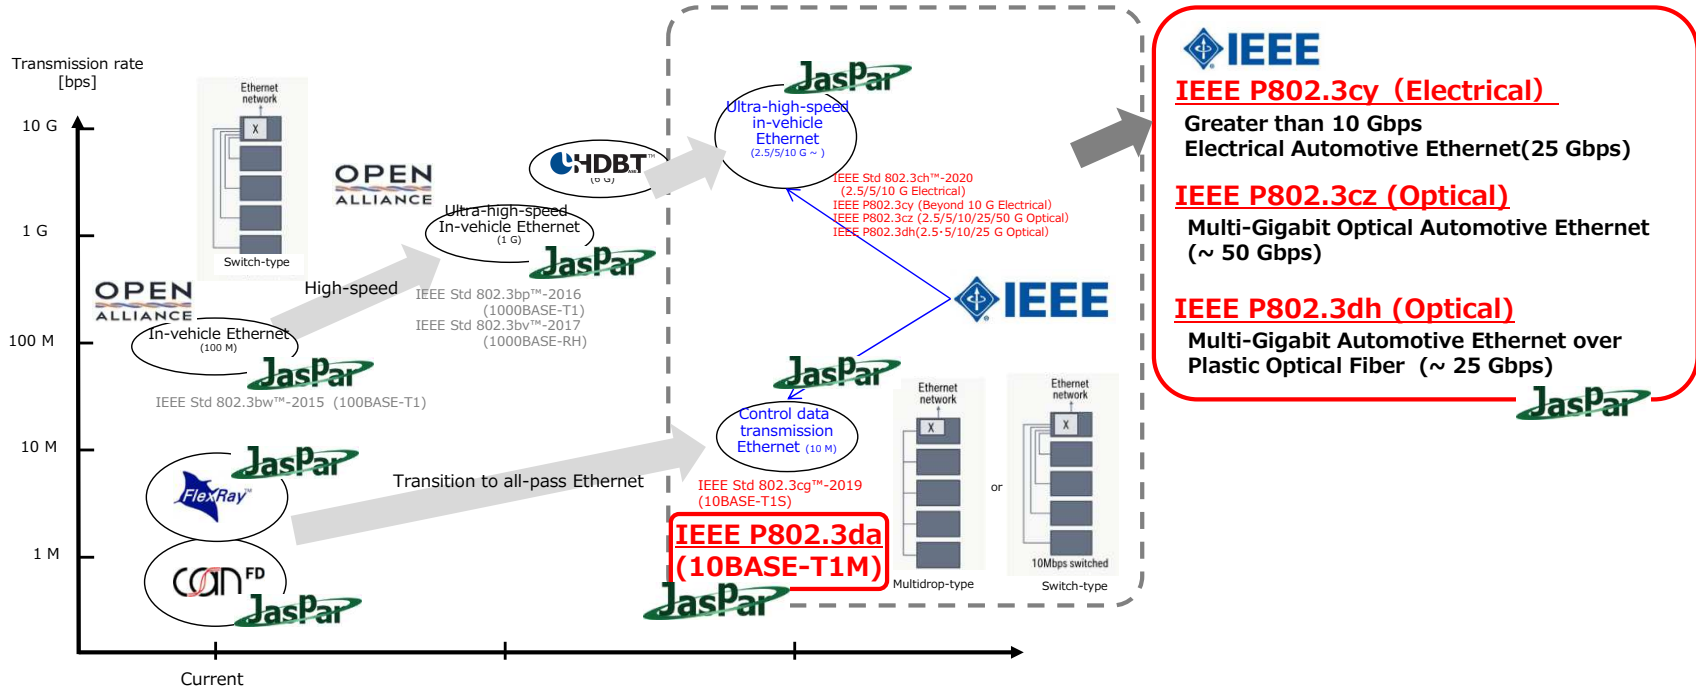 Transmission rate
[bps]
10 G
1 G
100 M
10 M
1 M
Current
Ethernet
network
X
Switch-type
OPEN
ALLIANCE
In-vehicle Ethernet
(100 M)
JasPar
IEEE Std 802.3bw™-2015 (100BASE-T1)
High-speed
OPEN
ALLIANCE
Ultra-high-speed
In-vehicle Ethernet
(1 G)
JasPar
IEEE Std 802.3bp™-2016
(1000BASE-T1)
IEEE Std 802.3bv™-2017
(1000BASE-RH)
HDBT™
(6 G)
JasPar
Ultra-high-speed
in-vehicle
Ethernet
(2.5/5/10 G ~ )
IEEE Std 802.3ch™-2020
(2.5/5/10 G Electrical)
IEEE P802.3cy (Beyond 10 G Electrical)
IEEE P802.3cz (2.5/5/10/25/50 G Optical)
IEEE P802.3dh(2.5･5/10/25 G Optical)
IEEE
FlexRay™
JasPar
CAN FD
JasPar
Transition to all-pass Ethernet
JasPar
Control data
transmission
Ethernet (10 M)
IEEE Std 802.3cg™-2019
(10BASE-T1S)
IEEE P802.3da
(10BASE-T1M)
JasPar
Ethernet
network
X
Multidrop-type
or
Ethernet
network
X
10Mbps switched
Switch-type
IEEE
IEEE P802.3cy（Electrical）
Greater than 10 Gbps
Electrical Automotive Ethernet(25 Gbps)
IEEE P802.3cz (Optical)
Multi-Gigabit Optical Automotive Ethernet
(~ 50 Gbps)
IEEE P802.3dh (Optical)
Multi-Gigabit Automotive Ethernet over
Plastic Optical Fiber (~ 25 Gbps)
JasPar